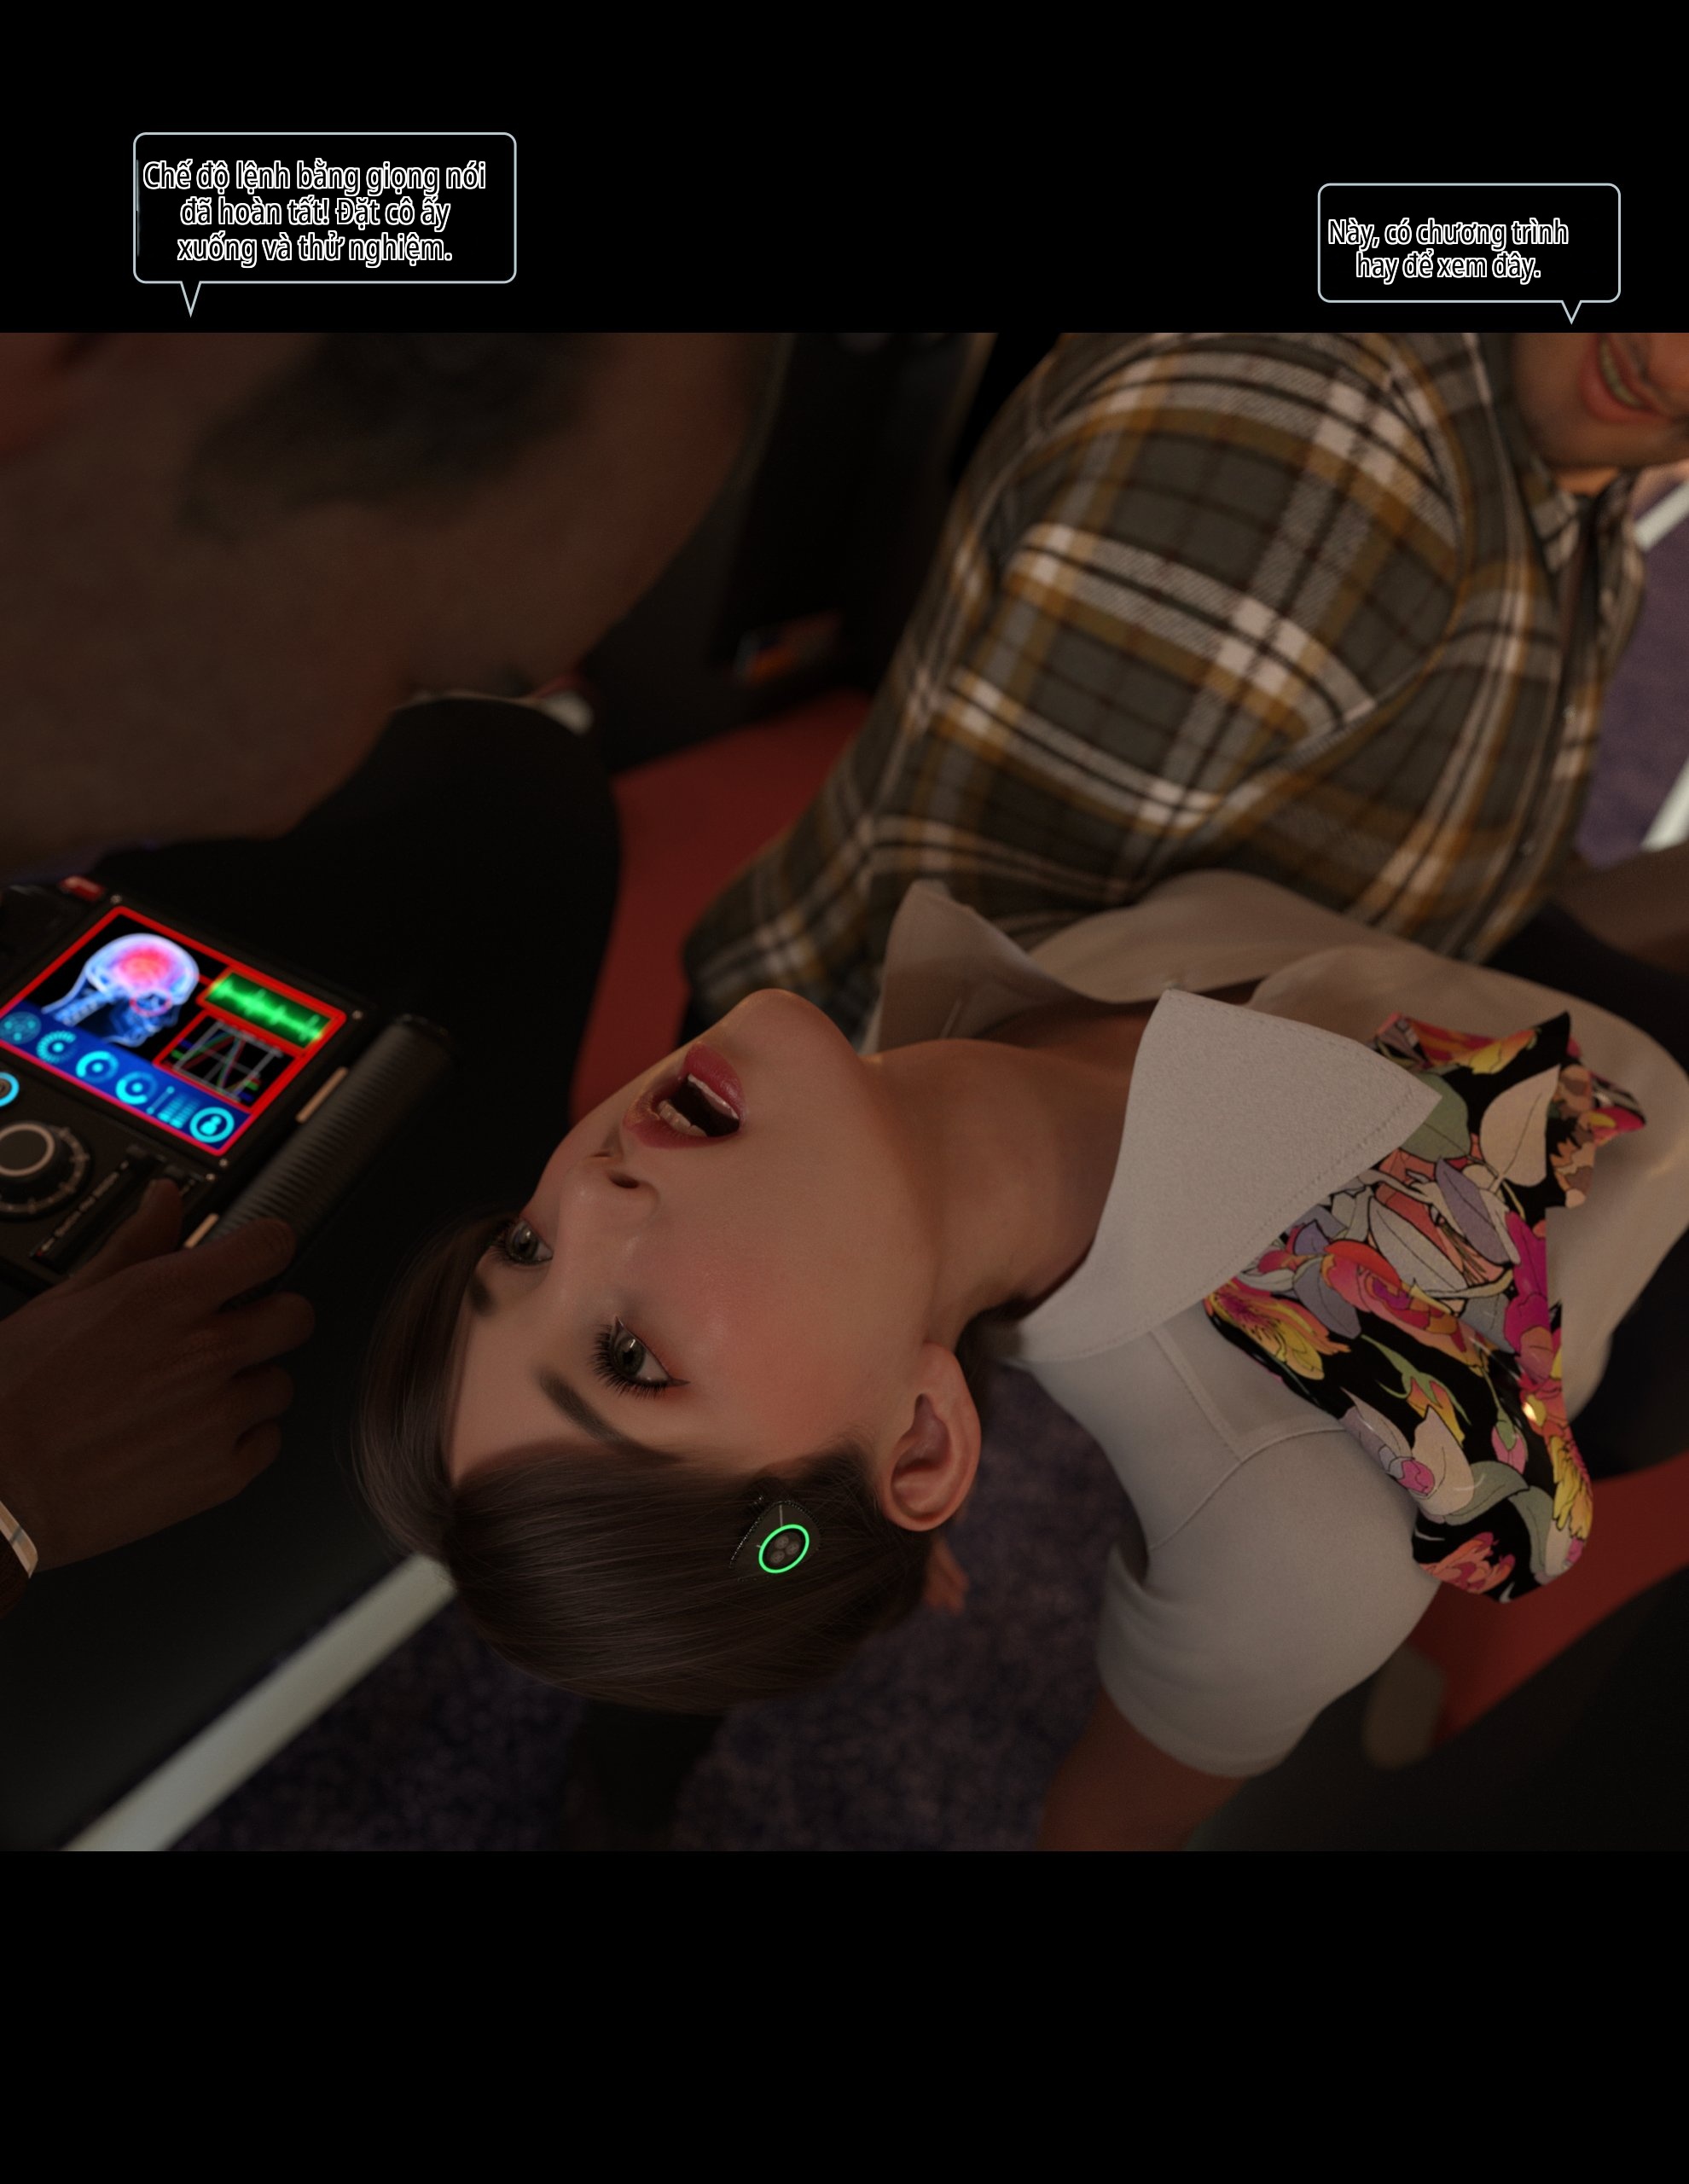 Chế độ lệnh bằng giọng nói
đã hoàn tất! Đặt cô ấy
xuống và thử nghiệm.
Này, có chương trình
hay để xem đây.